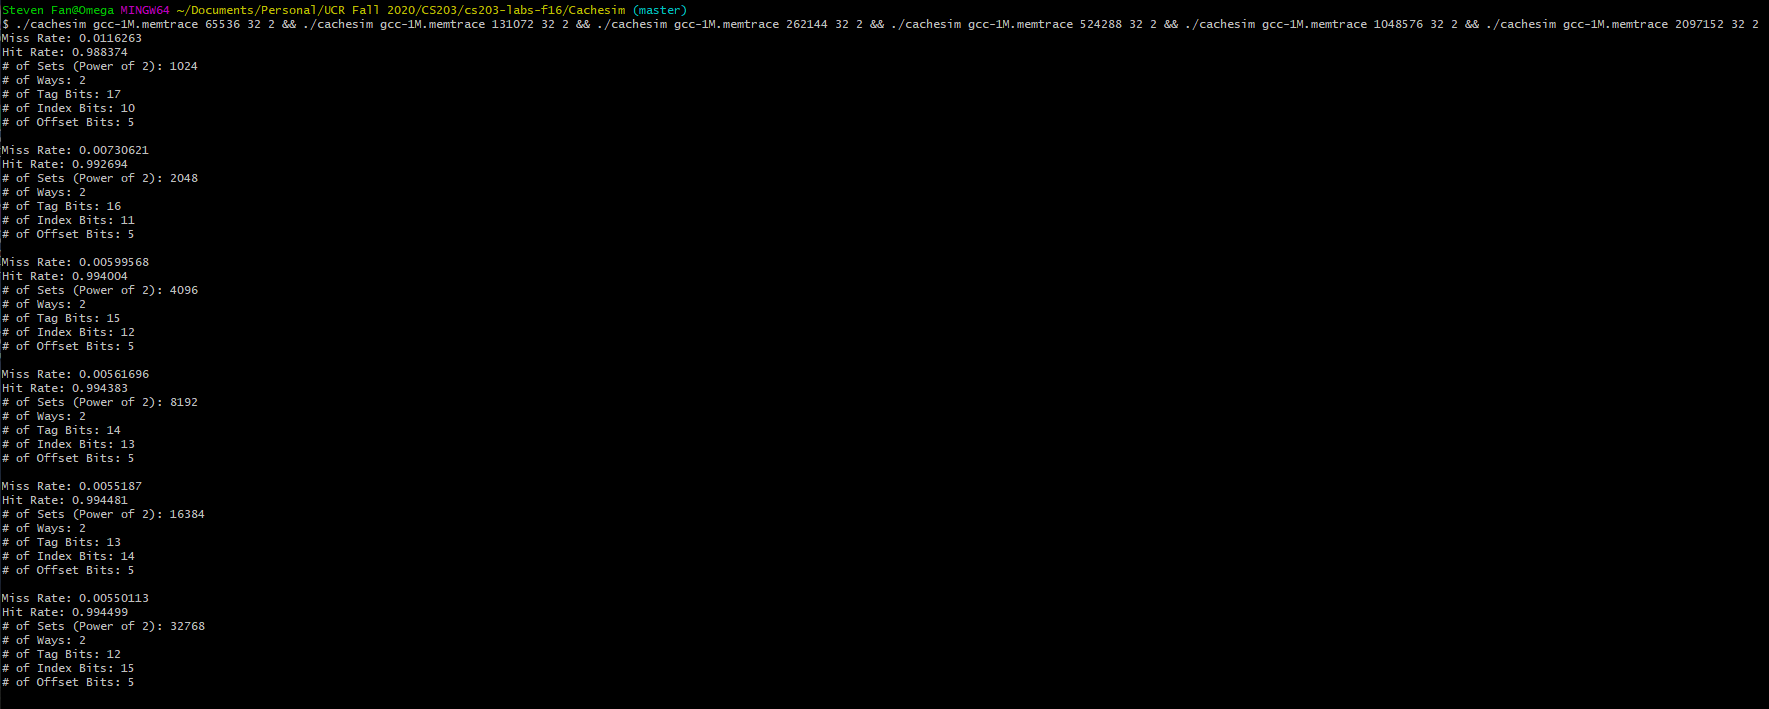 Steven Fan@Omega MINGW64 ~/Documents/Personal/UCR Fall 2020/CS203/cs203-labs-f16/Cachesim (master)
$ ./cachesim gcc-1M.memtrace 65536 32 2 && ./cachesim gcc-1M.memtrace 131072 32 2 && ./cachesim gcc-1M.memtrace 262144 32 2 && ./cachesim gcc-1M.memtrace 524288 32 2 && ./cachesim gcc-1M.memtrace 1048576 32 2 && ./cachesim gcc-1M.memtrace 2097152 32 2
Miss Rate: 0.0116263
Hit Rate: 0.988374
# of Sets (Power of 2): 1024
# of Ways: 2
# of Tag Bits: 17
# of Index Bits: 10
# of Offset Bits: 5
Miss Rate: 0.00730621
Hit Rate: 0.992694
# of Sets (Power of 2): 2048
# of Ways: 2
# of Tag Bits: 16
# of Index Bits: 11
# of Offset Bits: 5
Miss Rate: 0.00599568
Hit Rate: 0.994004
# of Sets (Power of 2): 4096
# of Ways: 2
# of Tag Bits: 15
# of Index Bits: 12
# of Offset Bits: 5
Miss Rate: 0.00561696
Hit Rate: 0.994383
# of Sets (Power of 2): 8192
# of Ways: 2
# of Tag Bits: 14
# of Index Bits: 13
# of Offset Bits: 5
Miss Rate: 0.0055187
Hit Rate: 0.994481
# of Sets (Power of 2): 16384
# of Ways: 2
# of Tag Bits: 13
# of Index Bits: 14
# of Offset Bits: 5
Miss Rate: 0.00550113
Hit Rate: 0.994499
# of Sets (Power of 2): 32768
# of Ways: 2
# of Tag Bits: 12
# of Index Bits: 15
# of Offset Bits: 5